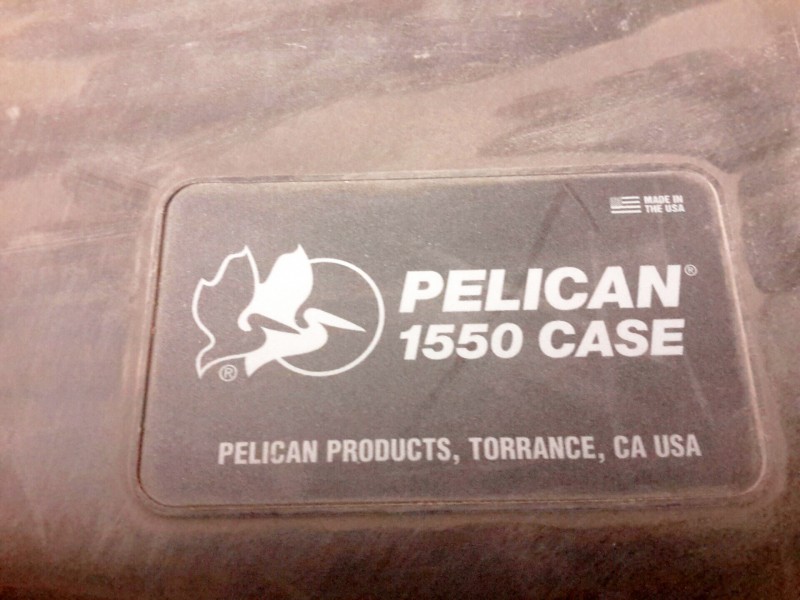 MADE IN
THE USA
PELICAN®
1550 CASE
®
PELICAN PRODUCTS, TORRANCE, CA USA